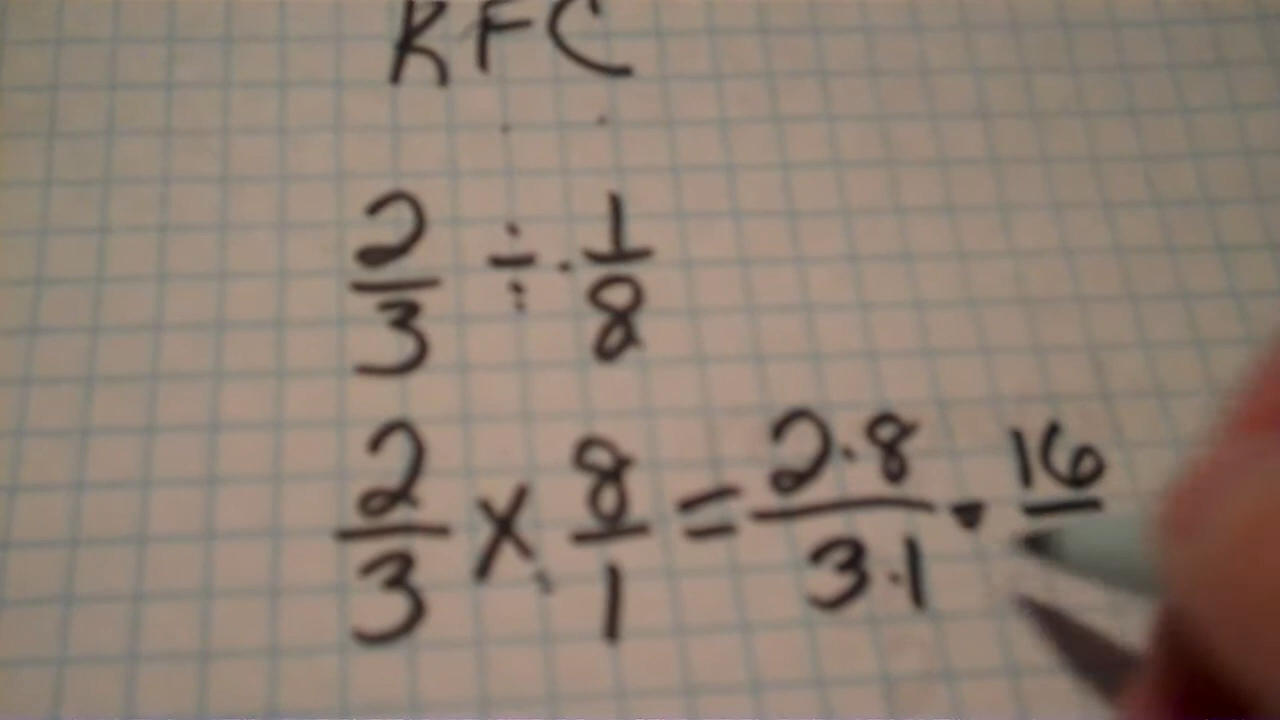 KFC
2/3 ÷ 1/8
2/3 x 8/1 = 2·8/3·1 · 16/